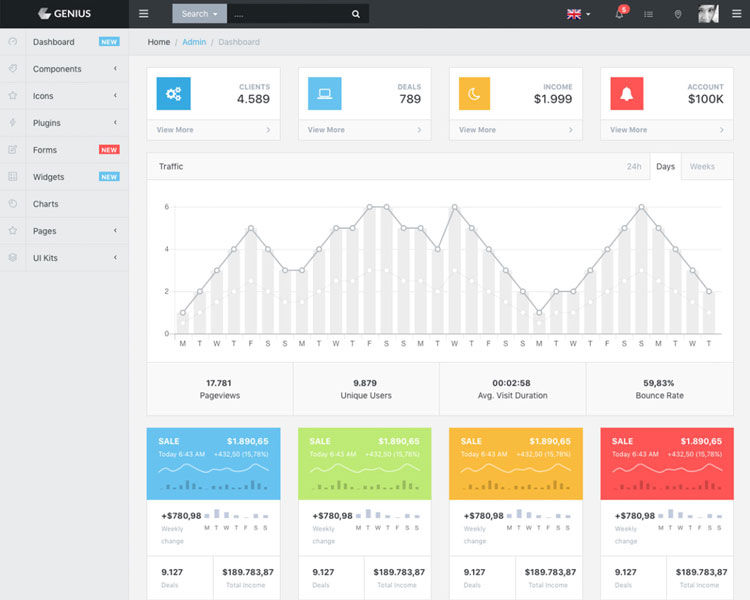 GENIUS
Search
....
5
Dashboard NEW
Components
Icons
Plugins
Forms NEW
Widgets NEW
Charts
Pages
UI Kits
Home / Admin / Dashboard
CLIENTS
4.589
View More
DEALS
789
View More
INCOME
$1.999
View More
ACCOUNT
$100K
View More
Traffic
24h Days Weeks
6
4
2
0
M T W T F S S M T W T F S S M T W T F S S M T W T F S S M T W T
17.781
Pageviews
9.879
Unique Users
00:02:58
Avg. Visit Duration
59,83%
Bounce Rate
SALE $1.890,65
Today 6:43 AM +432,50 (15,78%)
+$780,98
Weekly
change
M T W T F S S
9.127
Deals
$189.783,87
Total Income
SALE $1.890,65
Today 6:43 AM +432,50 (15,78%)
+$780,98
Weekly
change
M T W T F S S
9.127
Deals
$189.783,87
Total Income
SALE $1.890,65
Today 6:43 AM +432,50 (15,78%)
+$780,98
Weekly
change
M T W T F S S
9.127
Deals
$189.783,87
Total Income
SALE $1.890,65
Today 6:43 AM +432,50 (15,78%)
+$780,98
Weekly
change
M T W T F S S
9.127
Deals
$189.783,87
Total Income